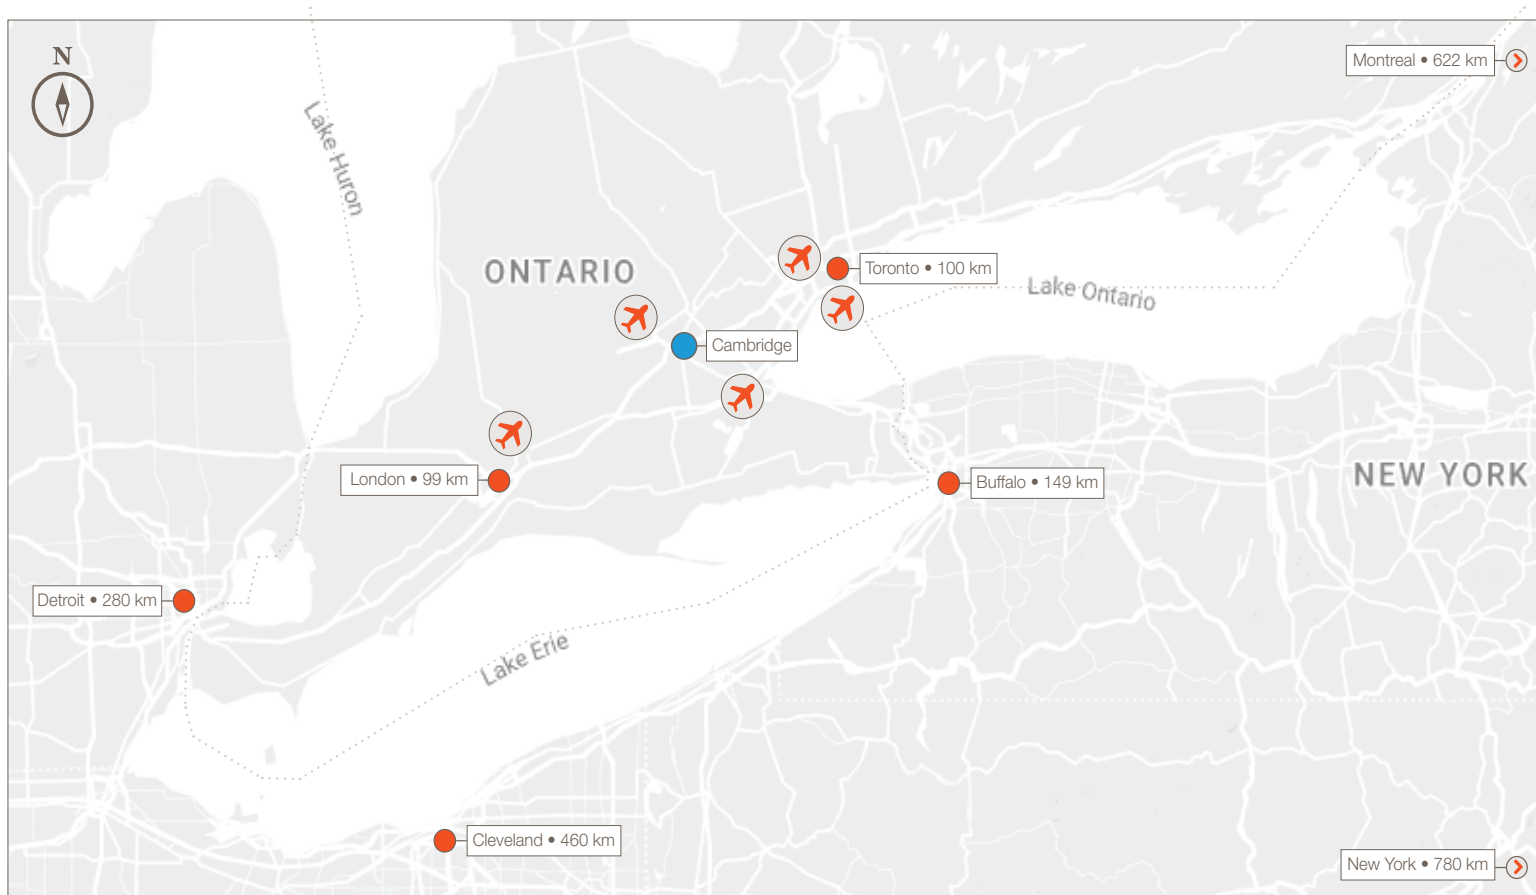 N
Montreal • 622 km
Lake Huron
ONTARIO
Toronto • 100 km
Lake Ontario
Cambridge
London • 99 km
Buffalo • 149 km
NEW YORK
Detroit • 280 km
Lake Erie
Cleveland • 460 km
New York • 780 km